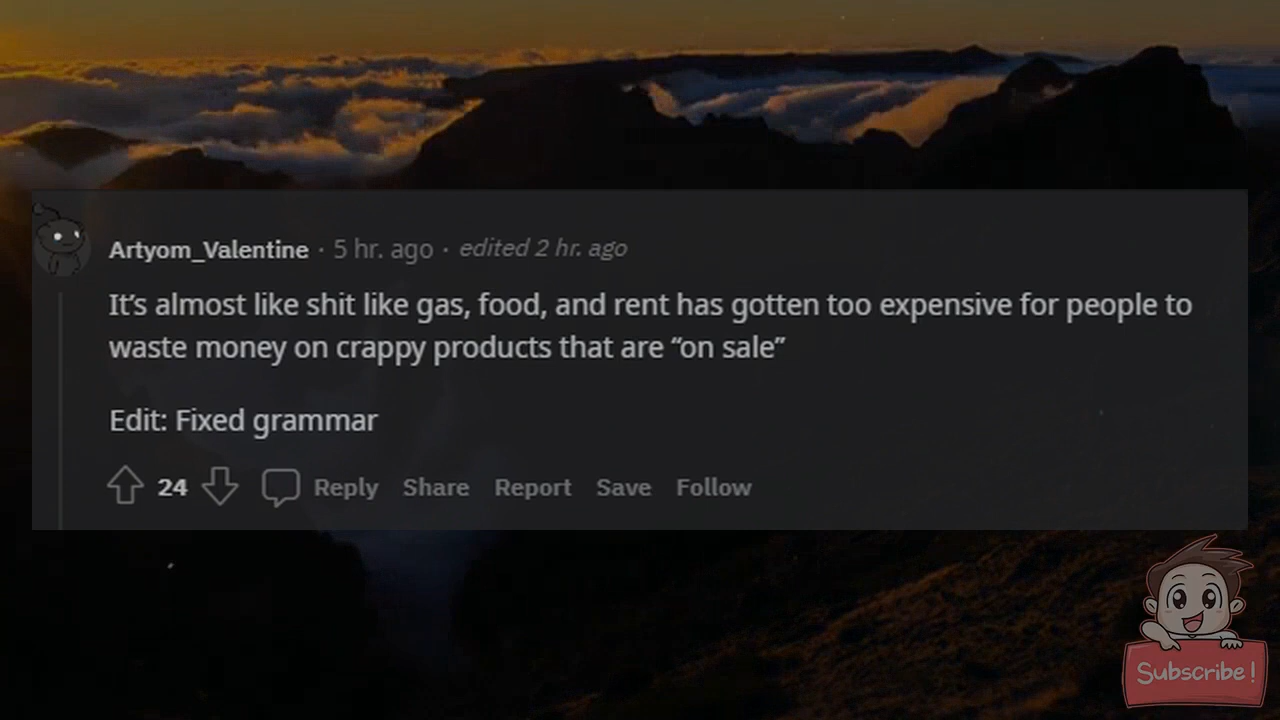 Artyom_Valentine · 5 hr. ago · edited 2 hr. ago
It’s almost like shit like gas, food, and rent has gotten too expensive for people to
waste money on crappy products that are “on sale”
Edit: Fixed grammar
24 Reply Share Report Save Follow
Subscribe!